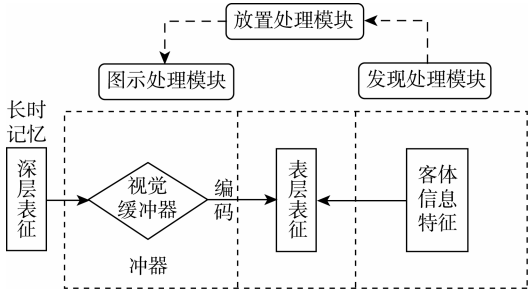 放置处理模块
图示处理模块
发现处理模块
长时
记忆
深
层
表
征
视觉
缓冲器
编
码
表
层
表
征
客体
信息
特征
冲器